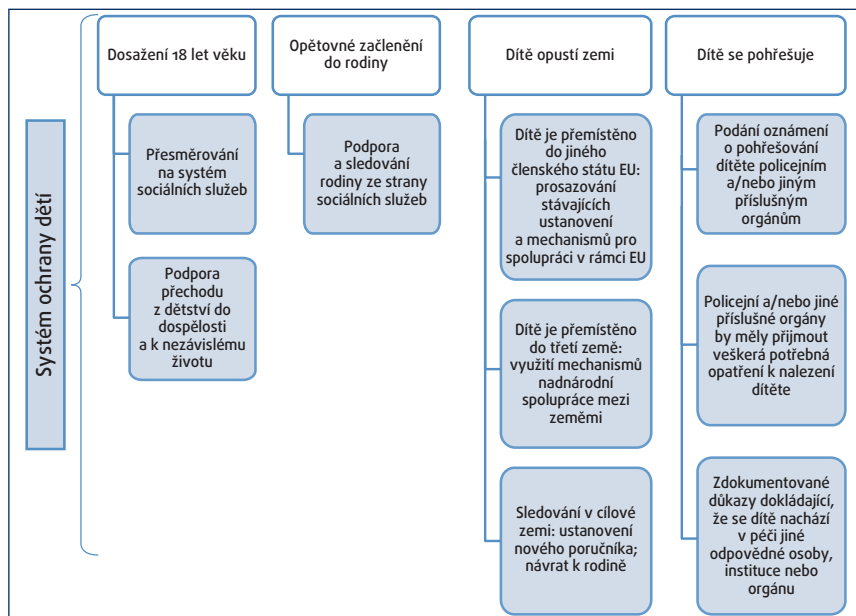 Systém ochrany dětí
Dosažení 18 let věku
Přesměrování
na systém
sociálních služeb
Podpora
přechodu
z dětství do
dospělosti
a k nezávislému
životu
Opětovné začlenění
do rodiny
Podpora
a sledování
rodiny ze strany
sociálních služeb
Dítě opustí zemi
Dítě je přemístěno
do jiného
členského státu EU:
prosazování
stávajících
ustanovení
a mechanismů pro
spolupráci v rámci EU
Dítě je přemístěno
do třetí země:
využití mechanismů
nadnárodní
spolupráce mezi
zeměmi
Sledování v cílové
zemi: ustanovení
nového poručníka;
návrat k rodině
Dítě se pohřešuje
Podání oznámení
o pohřešování
dítěte policejním
a/nebo jiným
příslušným
orgánům
Policejní a/nebo jiné
příslušné orgány
by měly přijmout
veškerá potřebná
opatření k nalezení
dítěte
Zdokumentované
důkazy dokládající,
že se dítě nachází
v péči jiné
odpovědné osoby,
instituce nebo
orgánu